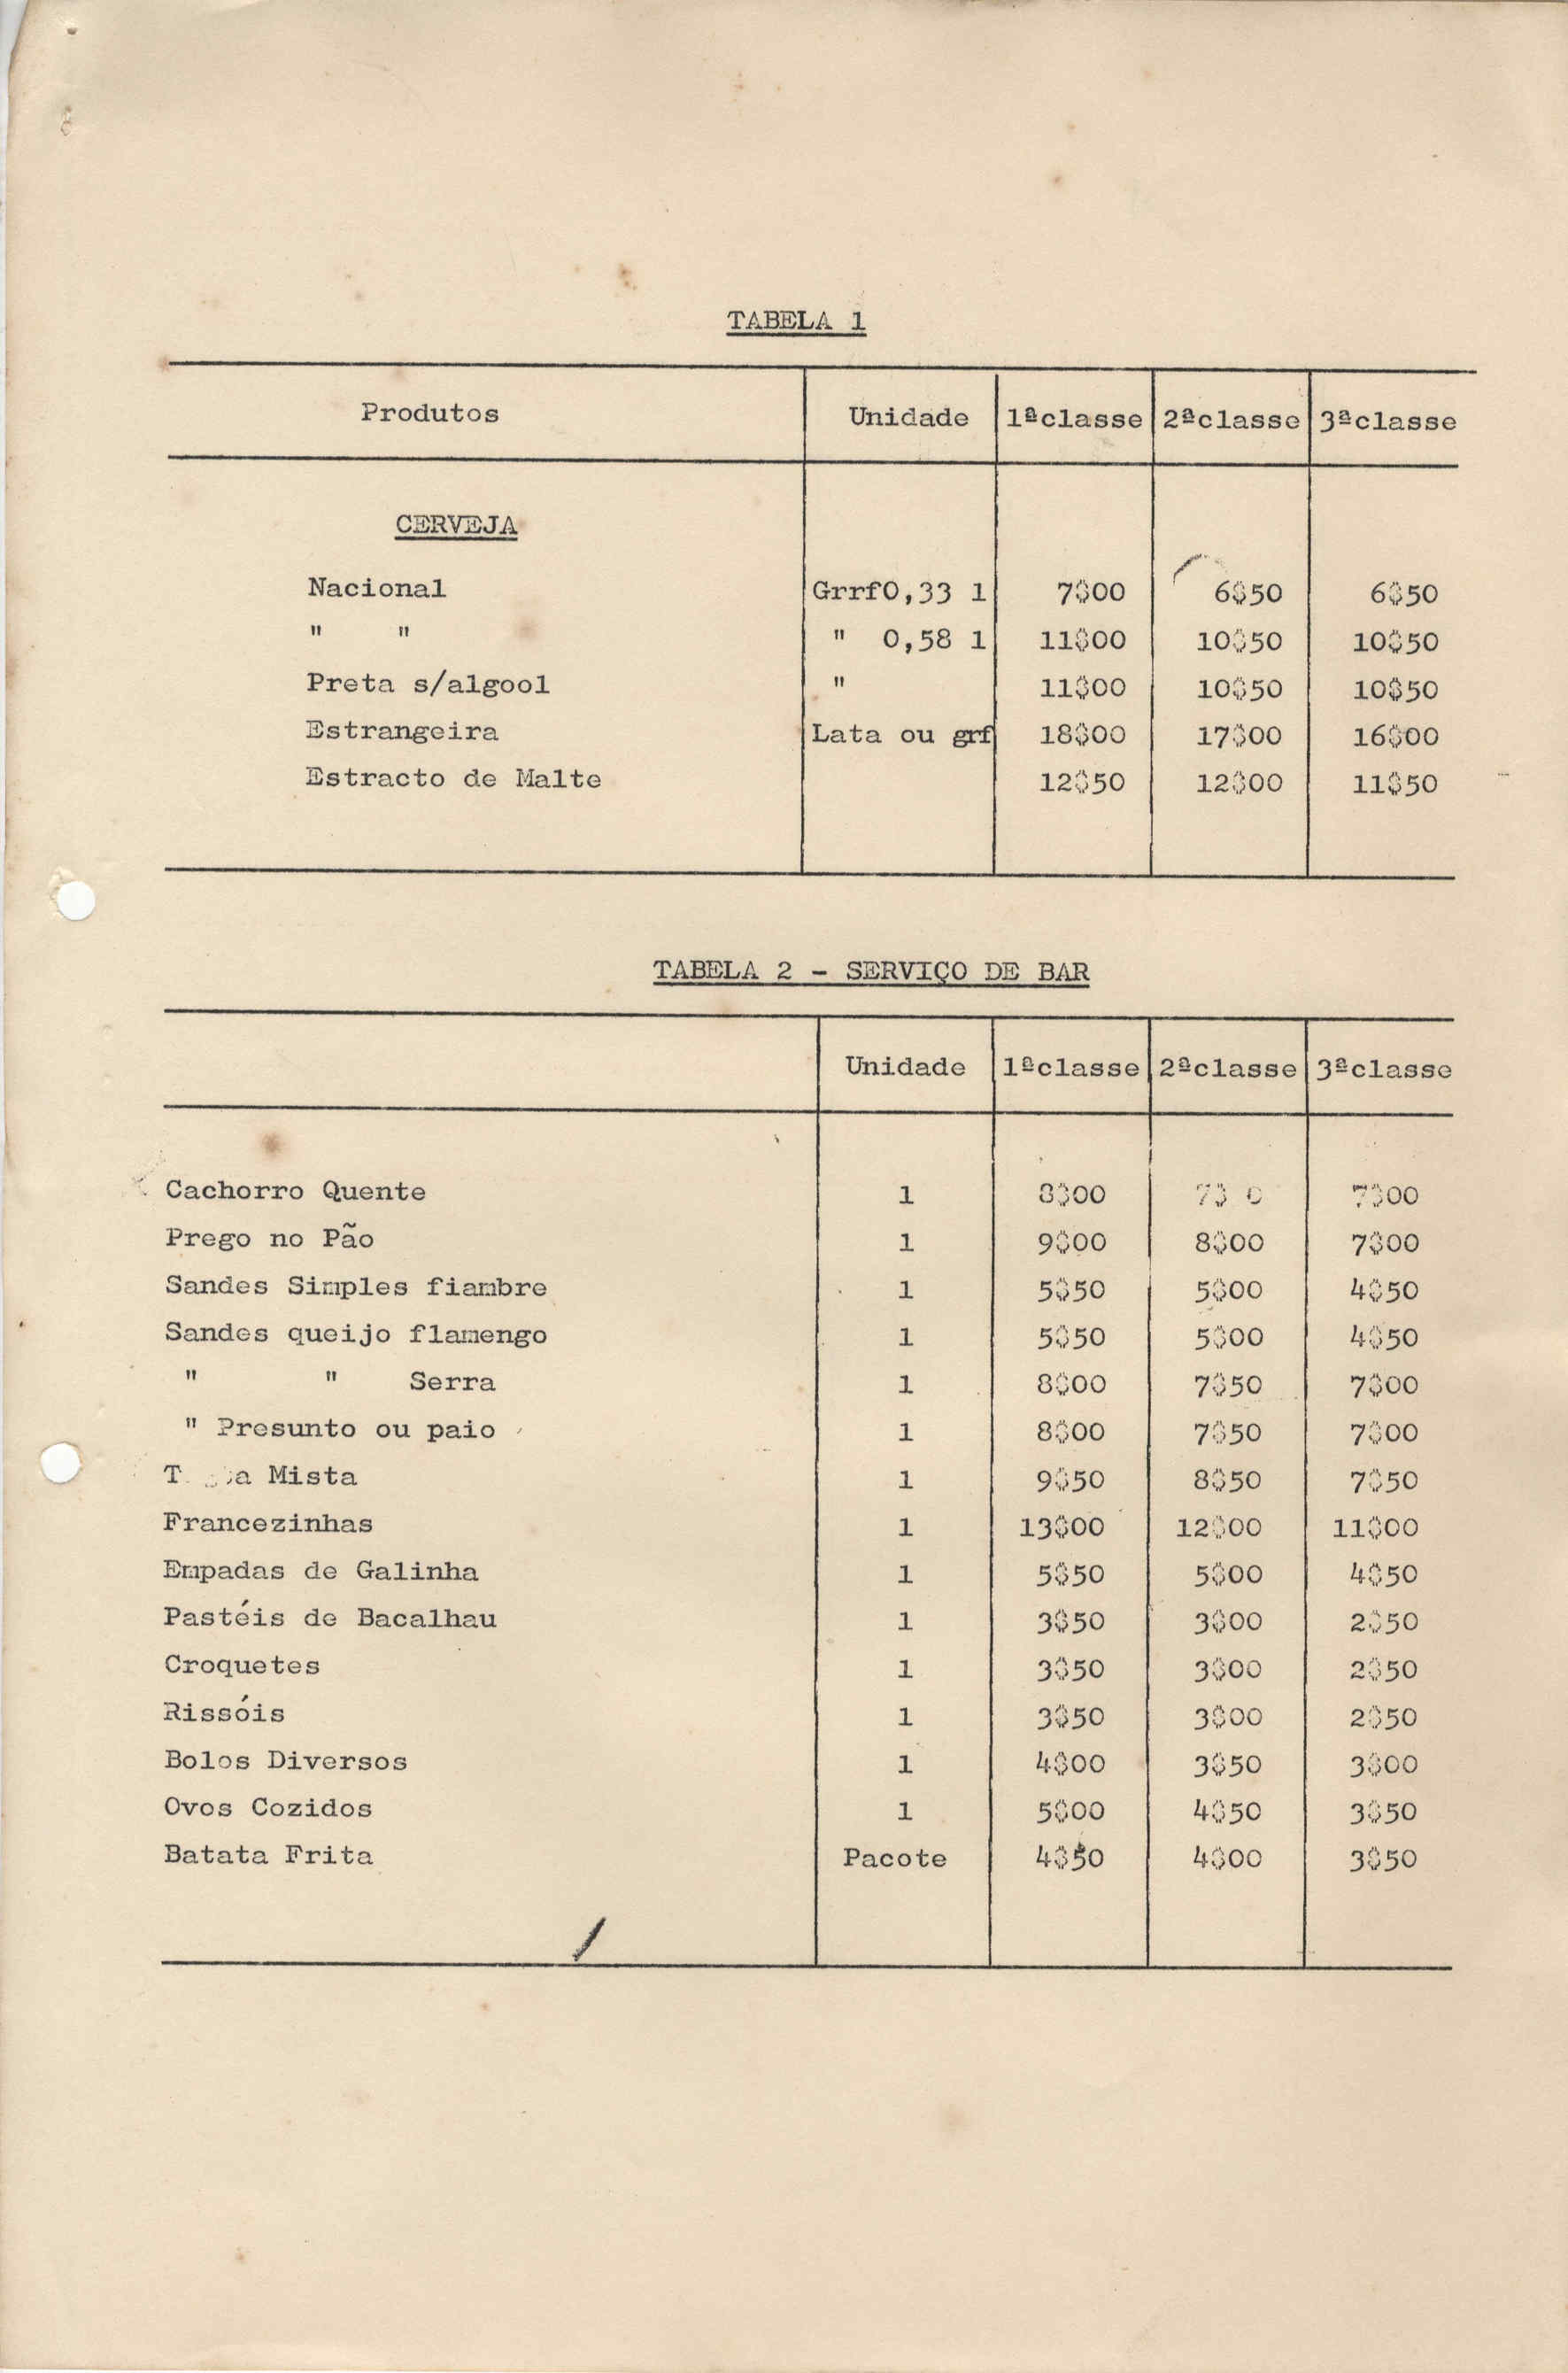 TABELA 1
Produtos Unidade 1ªclasse 2ªclasse 3ªclasse
CERVEJA
Nacional Grrf0,33 l 7$00 6$50 6$50
" " " 0,58 l 11$00 10$50 10$50
Preta s/algool " 11$00 10$50 10$50
Estrangeira Lata ou grf 18$00 17$00 16$00
Estracto de Malte 12$50 12$00 11$50
TABELA 2 - SERVIÇO DE BAR
Unidade 1ªclasse 2ªclasse 3ªclasse
Cachorro Quente 1 8$00 7$00
Prego no Pão 1 9$00 8$00 7$00
Sandes Simples fiambre 1 5$50 5$00 4$50
Sandes queijo flamengo 1 5$50 5$00 4$50
" " Serra 1 8$00 7$50 7$00
" Presunto ou paio 1 8$00 7$50 7$00
Mista 1 9$50 8$50 7$50
Francezinhas 1 13$00 12$00 11$00
Empadas de Galinha 1 5$50 5$00 4$50
Pastéis de Bacalhau 1 3$50 3$00 2$50
Croquetes 1 3$50 3$00 2$50
Rissóis 1 3$50 3$00 2$50
Bolos Diversos 1 4$00 3$50 3$00
Ovos Cozidos 1 5$00 4$50 3$50
Batata Frita Pacote 4$50 4$00 3$50